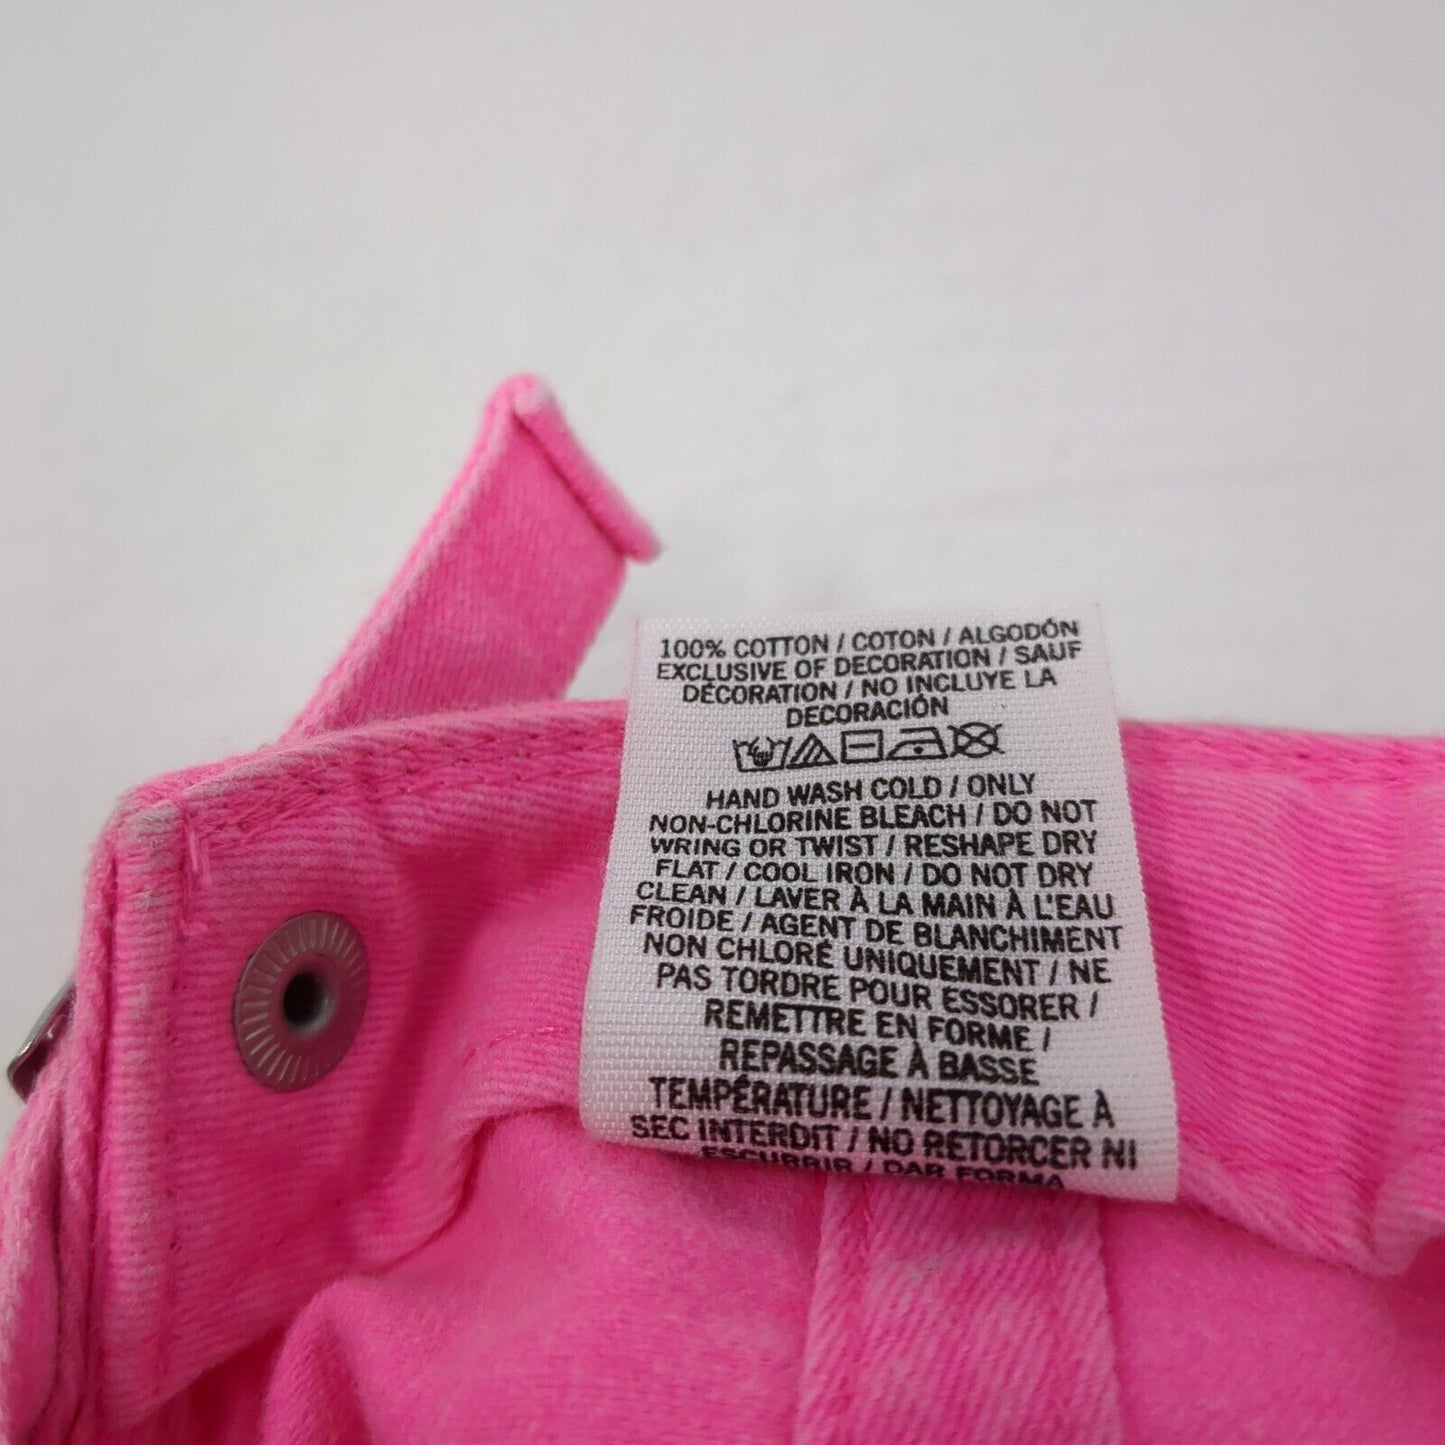 100% COTTON / COTON / ALGODÓN
EXCLUSIVE OF DECORATION / SAUF
DÉCORATION / NO INCLUYE LA
DECORACIÓN
HAND WASH COLD / ONLY
NON-CHLORINE BLEACH / DO NOT
WRING OR TWIST / RESHAPE DRY
FLAT / COOL IRON / DO NOT DRY
CLEAN / LAVER À LA MAIN À L'EAU
FROIDE / AGENT DE BLANCHIMENT
NON CHLORÉ UNIQUEMENT / NE
PAS TORDRE POUR ESSORER /
REMETTRE EN FORME /
REPASSAGE À BASSE
TEMPÉRATURE / NETTOYAGE À
SEC INTERDIT / NO RETORCER NI
ESCURRIR / DAR FORMA